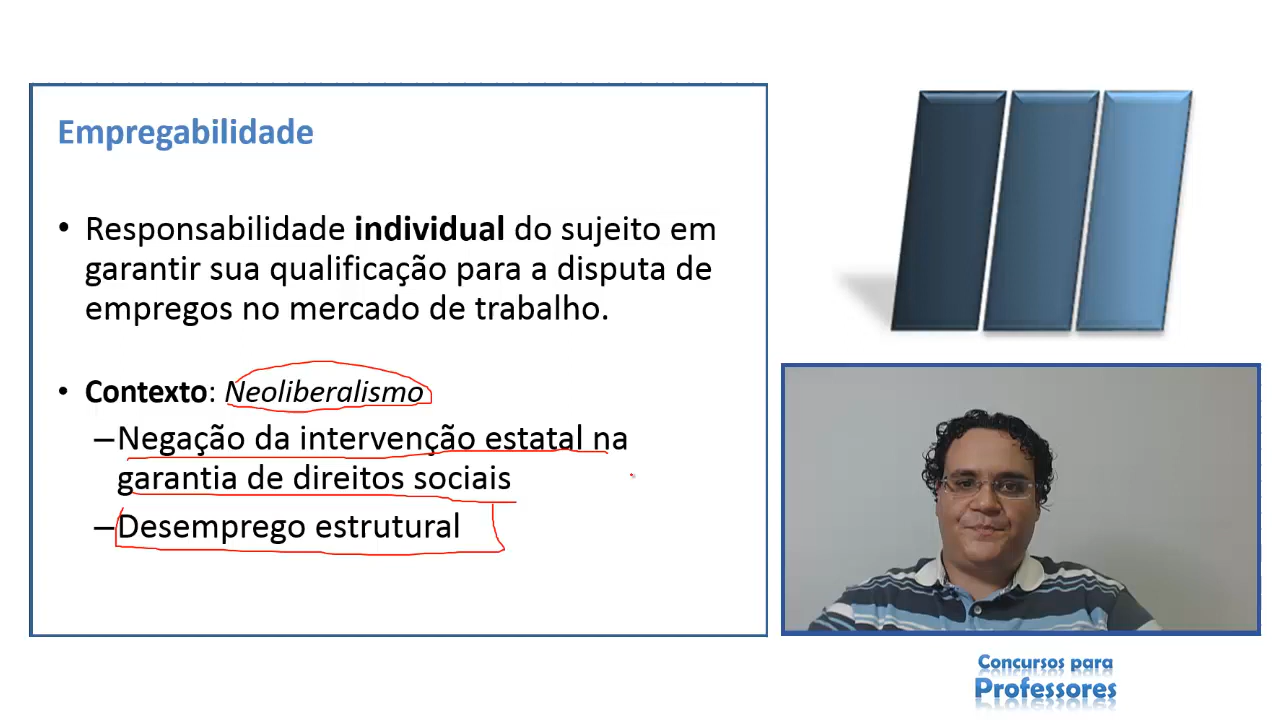 Empregabilidade
• Responsabilidade individual do sujeito em
garantir sua qualificação para a disputa de
empregos no mercado de trabalho.
• Contexto: Neoliberalismo
–Negação da intervenção estatal na
garantia de direitos sociais
–Desemprego estrutural
Concursos para
Professores